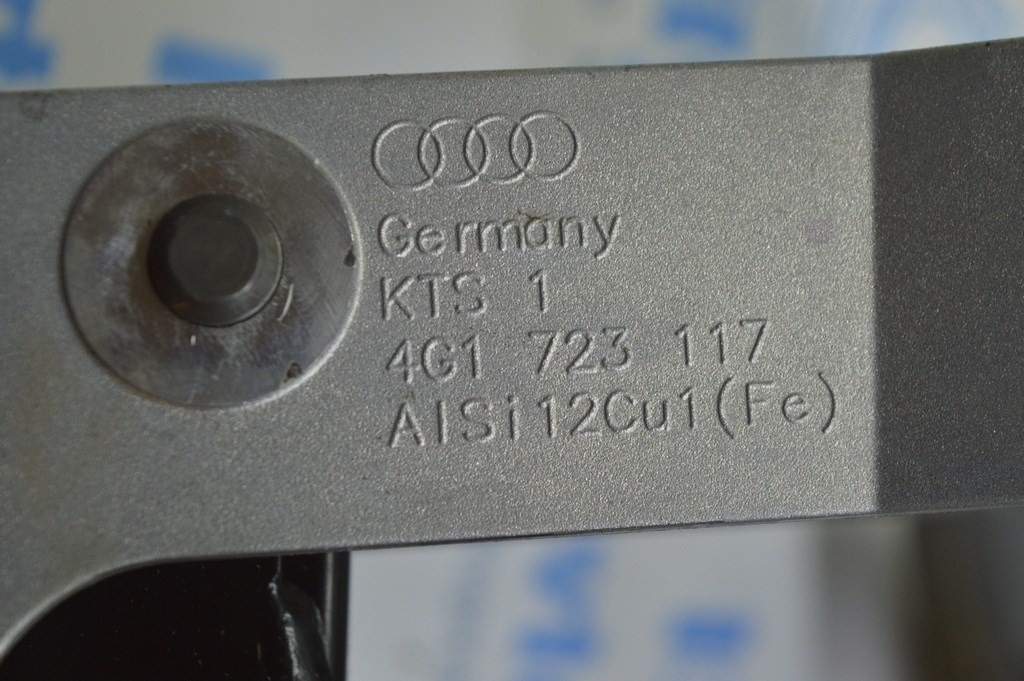 Germany
KTS 1
4G1 723 117
AlSi12Cu1(Fe)